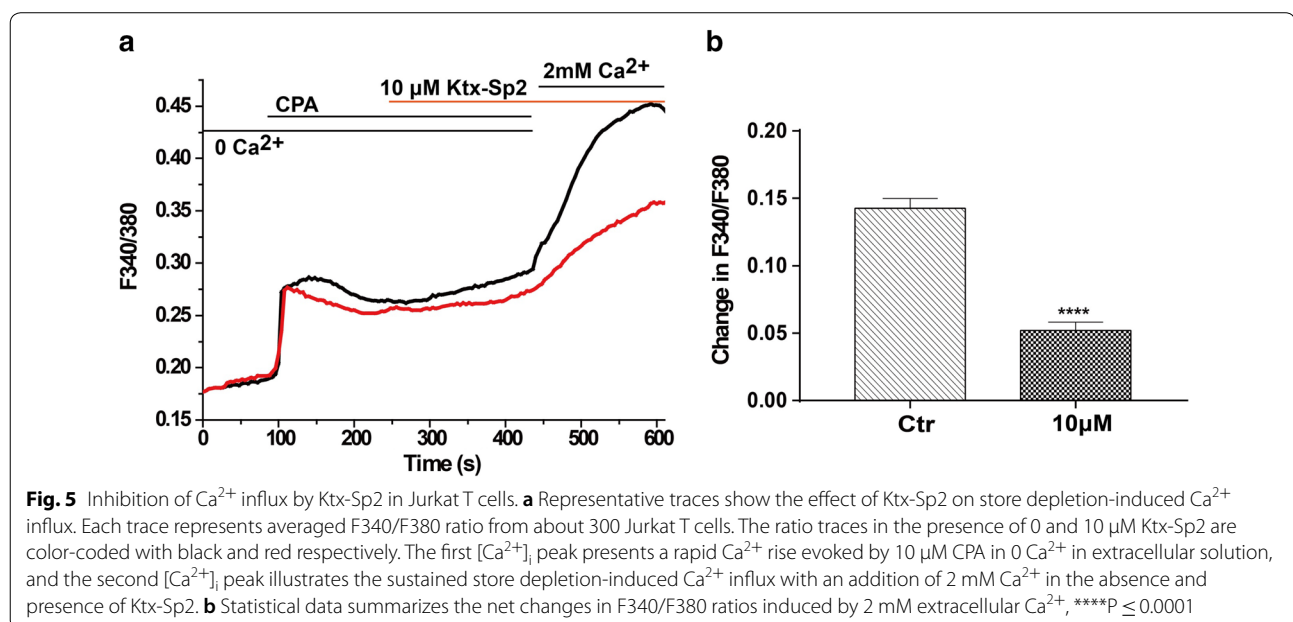 a
b
2mM Ca²⁺
10 µM Ktx-Sp2
CPA
0 Ca²⁺
0.45
0.40
0.35
0.30
0.25
0.20
0.15
F340/380
0 100 200 300 400 500 600
Time (s)
0.20
0.15
0.10
0.05
0.00
Change in F340/F380
****
Ctr 10µM
Fig. 5 Inhibition of Ca²⁺ influx by Ktx-Sp2 in Jurkat T cells. a Representative traces show the effect of Ktx-Sp2 on store depletion-induced Ca²⁺
influx. Each trace represents averaged F340/F380 ratio from about 300 Jurkat T cells. The ratio traces in the presence of 0 and 10 µM Ktx-Sp2 are
color-coded with black and red respectively. The first [Ca²⁺]ᵢ peak presents a rapid Ca²⁺ rise evoked by 10 µM CPA in 0 Ca²⁺ in extracellular solution,
and the second [Ca²⁺]ᵢ peak illustrates the sustained store depletion-induced Ca²⁺ influx with an addition of 2 mM Ca²⁺ in the absence and
presence of Ktx-Sp2. b Statistical data summarizes the net changes in F340/F380 ratios induced by 2 mM extracellular Ca²⁺, ****P ≤ 0.0001